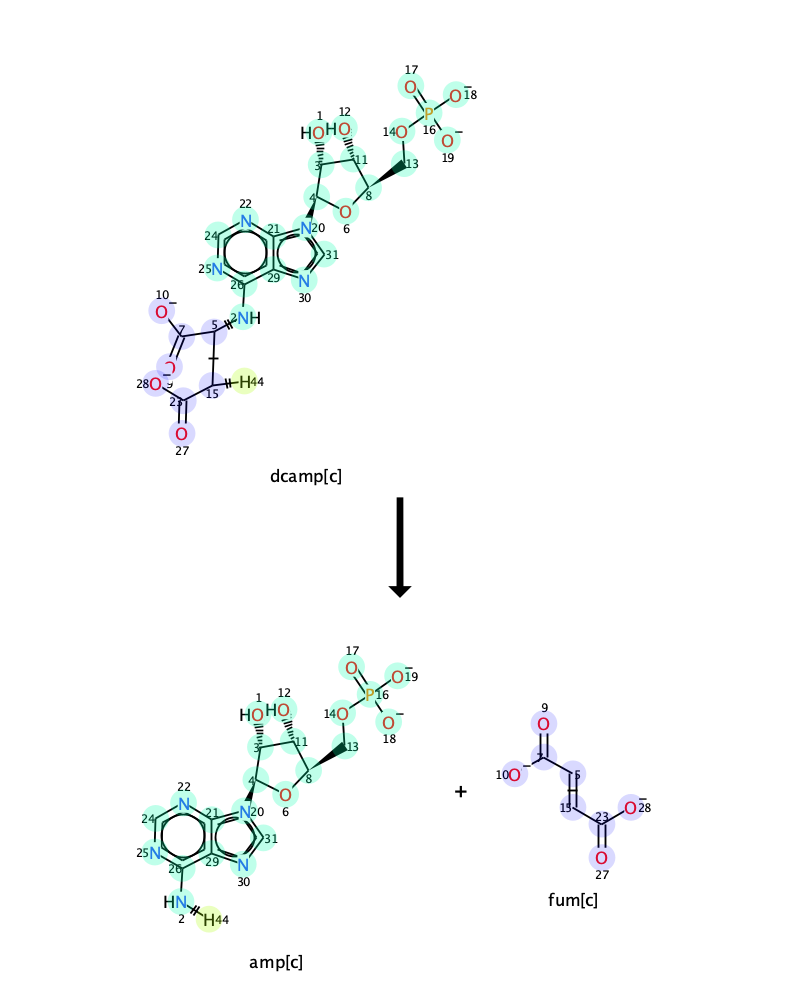 17
O
O⁻ 18
P
16
14 O
O⁻
19
1 12
HO HO
3 11 13
4 8
O
6
22
N
21 N 20
24
31
25 N
29
26 N
30
2 NH
10
O⁻
7 5
O
9
28 O⁻
15 H 44
23
O
27
dcamp[c]
17
O
O⁻ 19
P 16
14 O
O⁻
18
1 12
HO HO
3 11 13
4 8
O
6
22
N
21 N 20
24
31
25 N
29
26 N
30
HN
2
H 44
amp[c]
+
9
O
7
10 O⁻
5
15
O⁻ 28
23
O
27
fum[c]